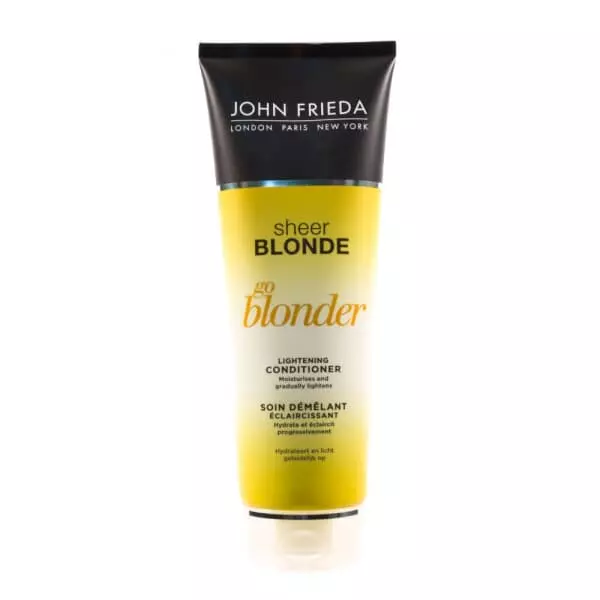 JOHN FRIEDA
LONDON PARIS NEW YORK
sheer
BLONDE
go
blonder
LIGHTENING
CONDITIONER
Moisturises and
gradually lightens
SOIN DÉMÊLANT
ÉCLAIRCISSANT
Hydrate et éclaircit
progressivement
Hydrateert en licht
geleidelijk op